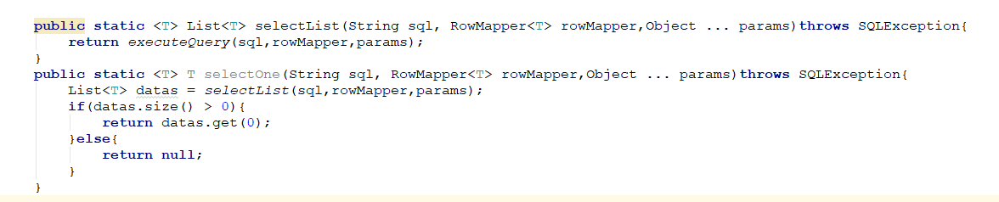 public static <T> List<T> selectList(String sql, RowMapper<T> rowMapper,Object ... params)throws SQLException{
    return executeQuery(sql,rowMapper,params);
}
public static <T> T selectOne(String sql, RowMapper<T> rowMapper,Object ... params)throws SQLException{
    List<T> datas = selectList(sql,rowMapper,params);
    if(datas.size() > 0){
        return datas.get(0);
    }else{
        return null;
    }
}